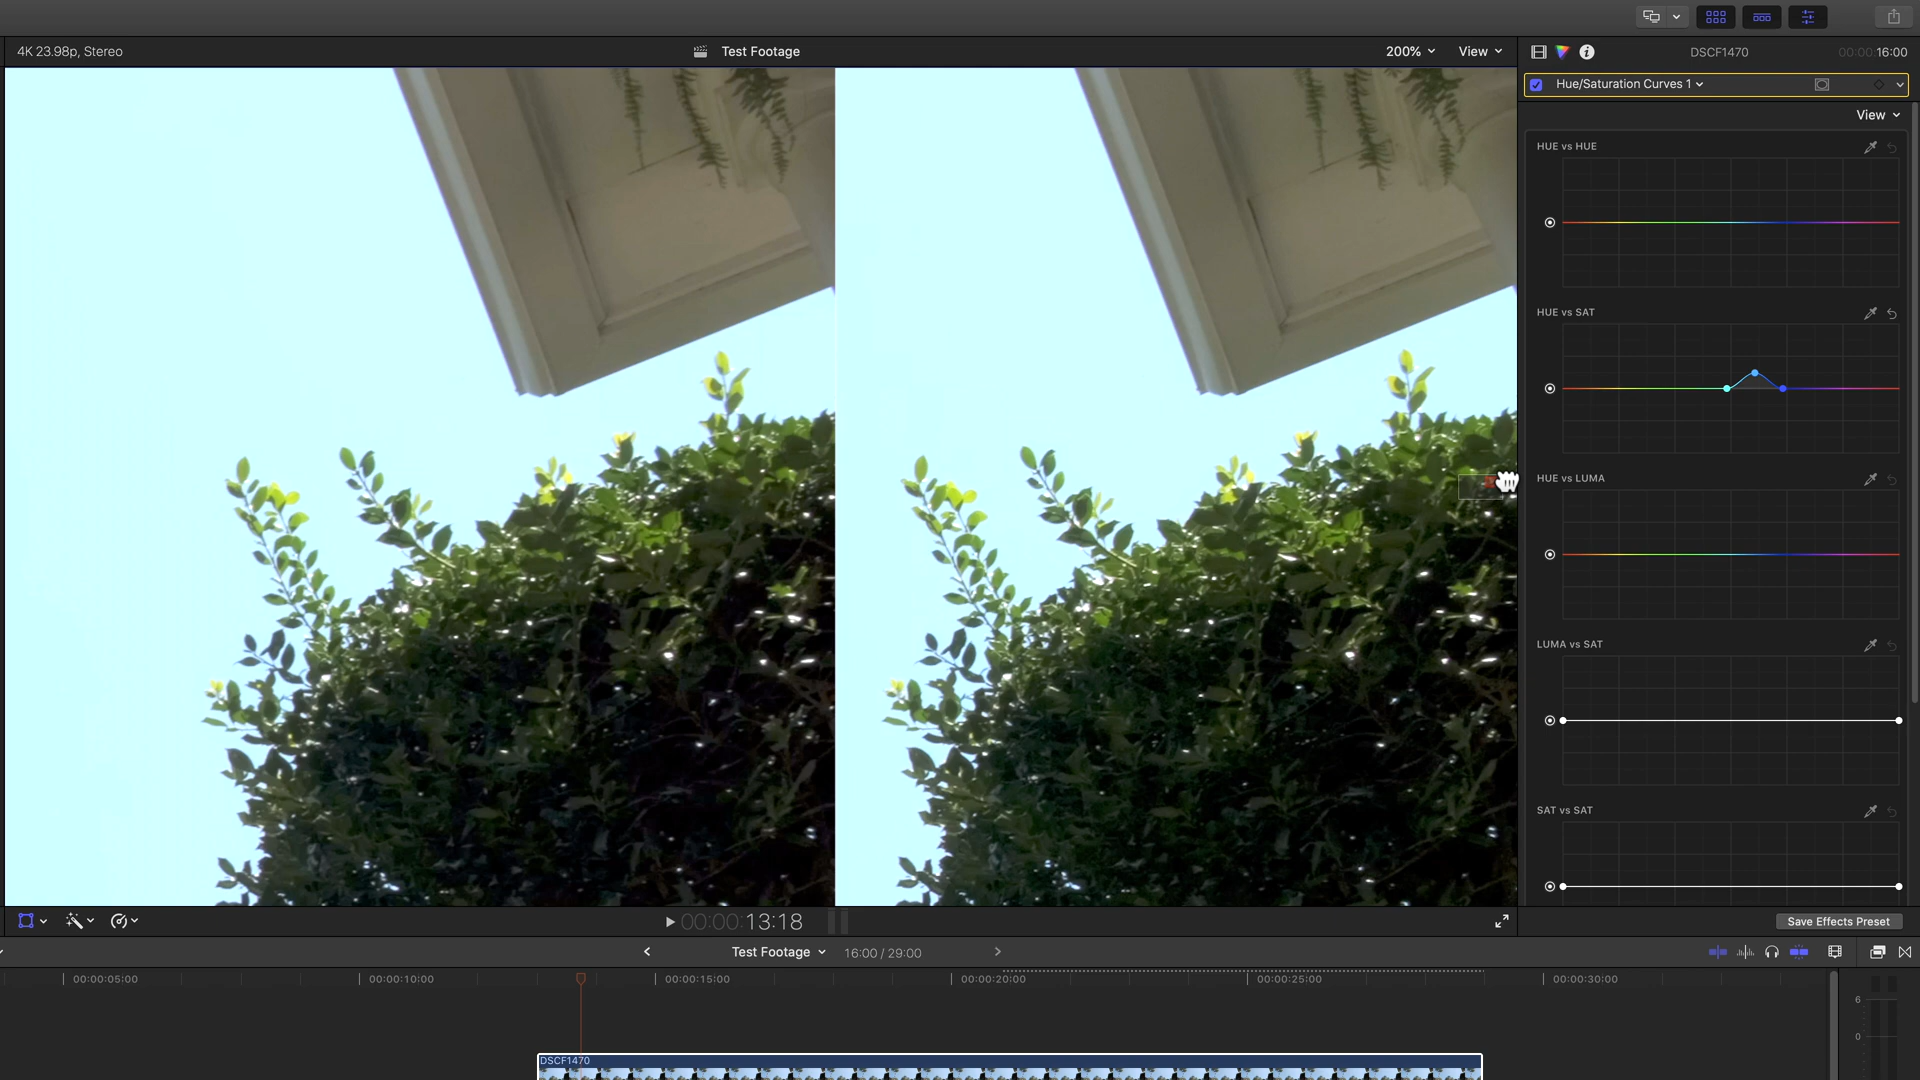 4K 23.98p, Stereo
Test Footage
200%
View
DSCF1470
00:00:16:00
Hue/Saturation Curves 1
View
HUE vs HUE
HUE vs SAT
HUE vs LUMA
LUMA vs SAT
SAT vs SAT
00:00:13:18
Save Effects Preset
Test Footage
16:00 / 29:00
00:00:05:00
00:00:10:00
00:00:15:00
00:00:20:00
00:00:25:00
00:00:30:00
6
0
DSCF1470